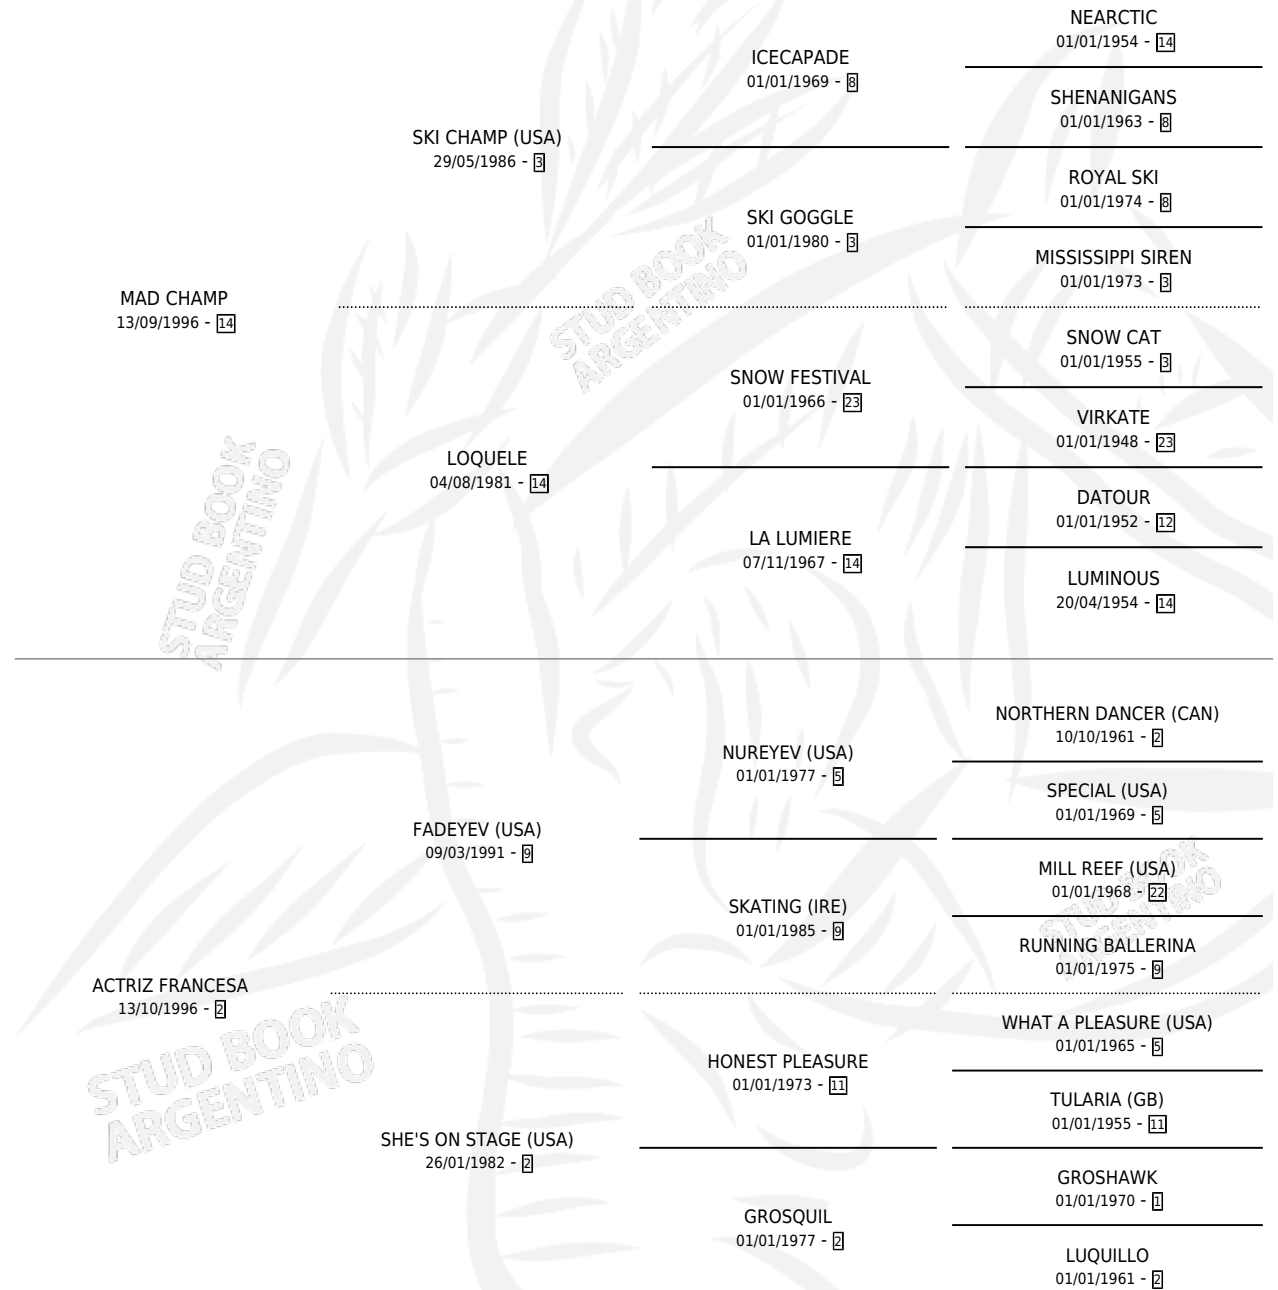 NEARCTIC
01/01/1954 - 14
ICECAPADE
01/01/1969 - 8
SHENANIGANS
01/01/1963 - 8
SKI CHAMP (USA)
29/05/1986 - 3
ROYAL SKI
01/01/1974 - 8
SKI GOGGLE
01/01/1980 - 3
MISSISSIPPI SIREN
01/01/1973 - 3
MAD CHAMP
13/09/1996 - 14
SNOW CAT
01/01/1955 - 3
SNOW FESTIVAL
01/01/1966 - 23
VIRKATE
01/01/1948 - 23
LOQUELE
04/08/1981 - 14
DATOUR
01/01/1952 - 12
LA LUMIERE
07/11/1967 - 14
LUMINOUS
20/04/1954 - 14
NORTHERN DANCER (CAN)
10/10/1961 - 2
NUREYEV (USA)
01/01/1977 - 5
SPECIAL (USA)
01/01/1969 - 5
FADEYEV (USA)
09/03/1991 - 9
MILL REEF (USA)
01/01/1968 - 22
SKATING (IRE)
01/01/1985 - 9
RUNNING BALLERINA
01/01/1975 - 9
ACTRIZ FRANCESA
13/10/1996 - 2
WHAT A PLEASURE (USA)
01/01/1965 - 5
HONEST PLEASURE
01/01/1973 - 11
TULARIA (GB)
01/01/1955 - 11
SHE'S ON STAGE (USA)
26/01/1982 - 2
GROSHAWK
01/01/1970 - 1
GROSQUIL
01/01/1977 - 2
LUQUILLO
01/01/1961 - 2
STUD BOOK
ARGENTINO
STUD BOOK
ARGENTINO
STUD BOOK
ARGENTINO
STUD BOOK
ARGENTINO